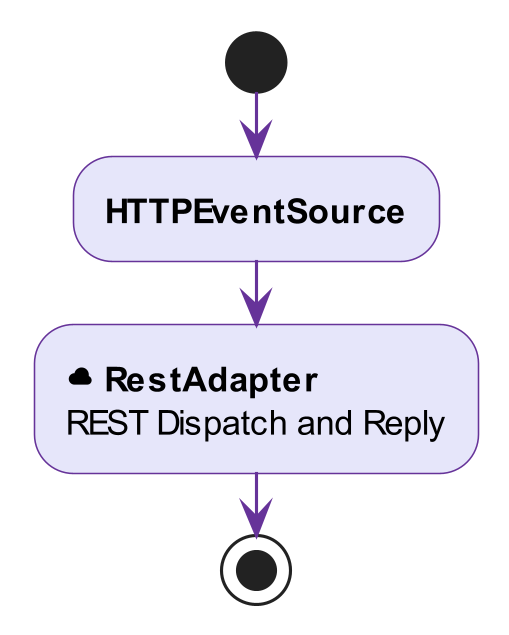 HTTPEventSource
RestAdapter
REST Dispatch and Reply